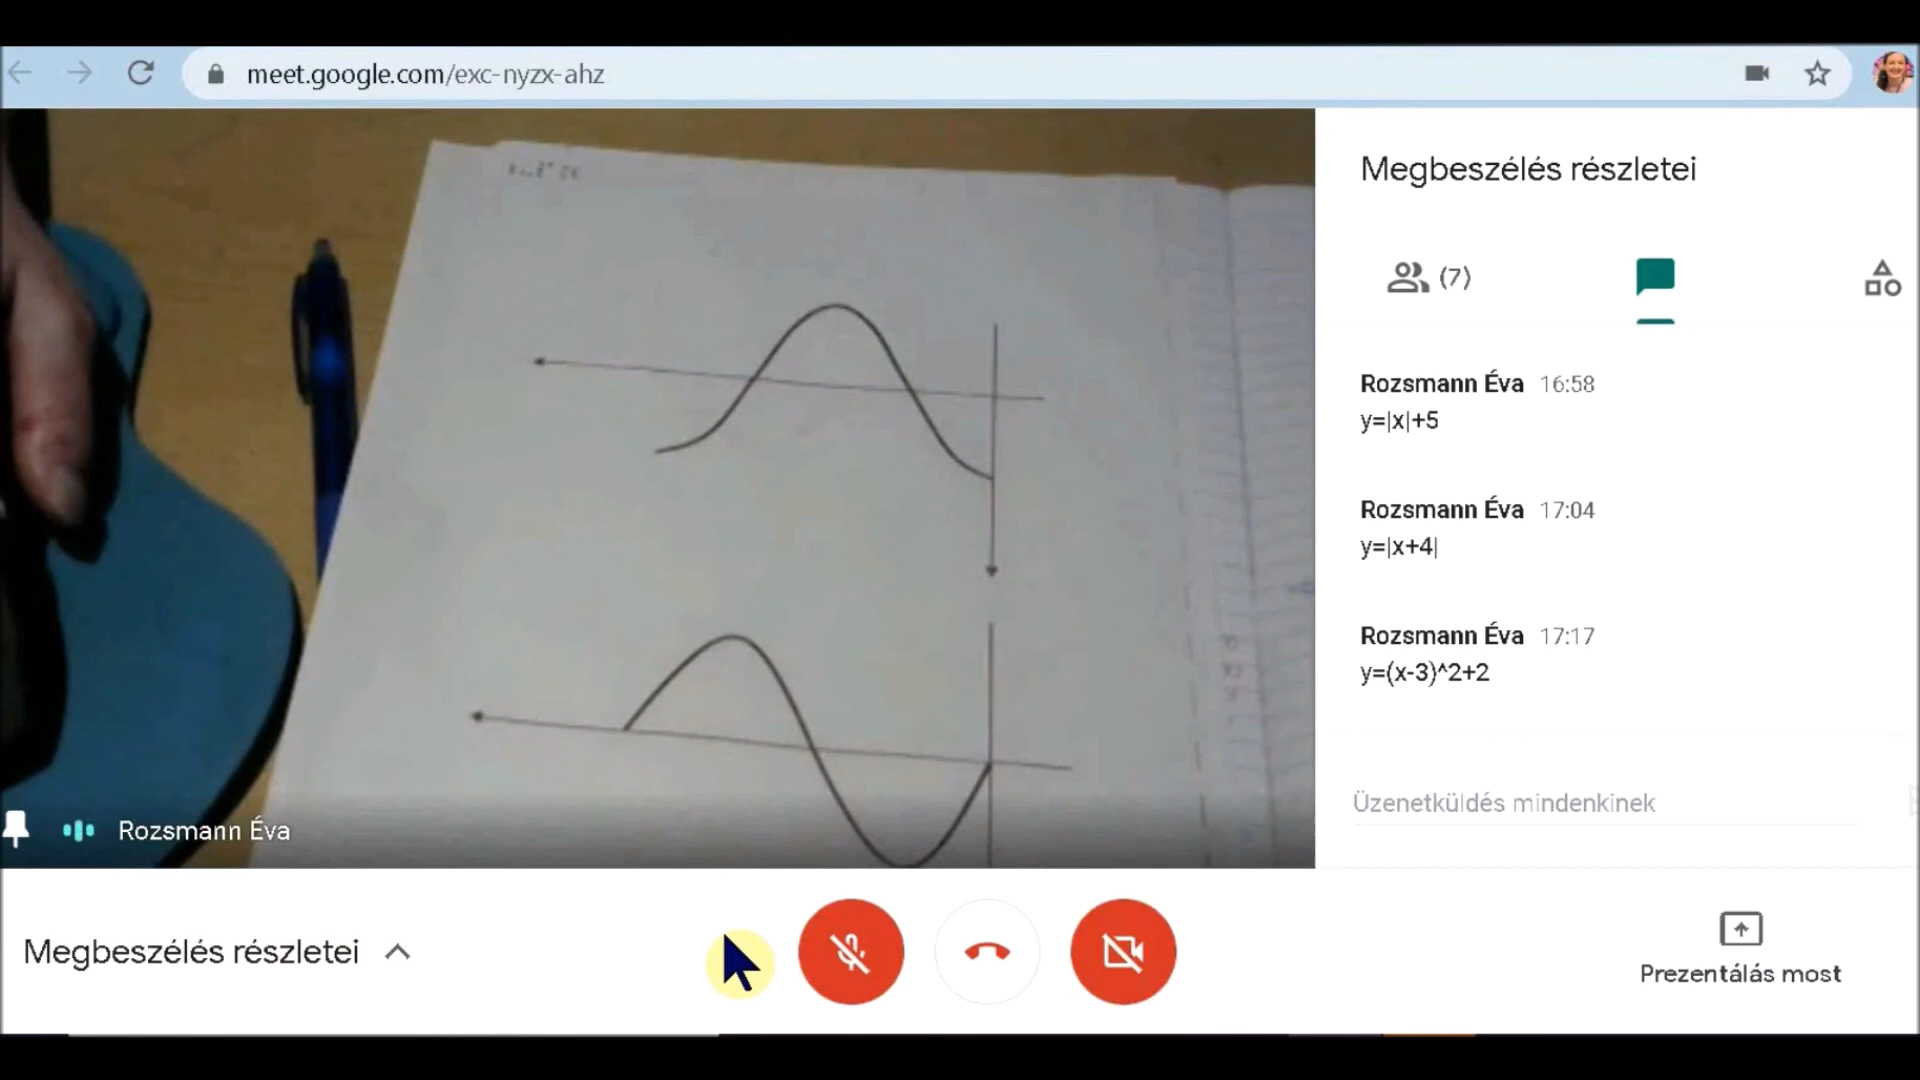 meet.google.com/exc-nyzx-ahz
Megbeszélés részletei
(7)
Rozsmann Éva 16:58
y=|x|+5
Rozsmann Éva 17:04
y=|x+4|
Rozsmann Éva 17:17
y=(x-3)^2+2
Üzenetküldés mindenkinek
Rozsmann Éva
Megbeszélés részletei
Prezentálás most